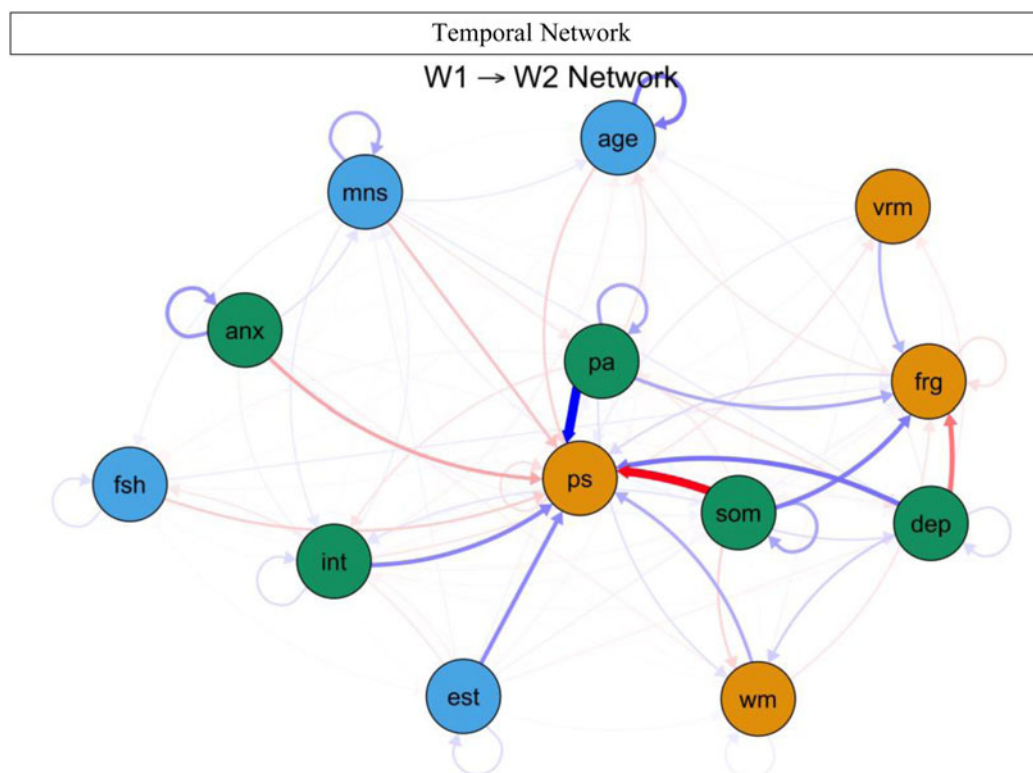 Temporal Network
W1 → W2 Network
age
mns
vrm
anx
pa
frg
ps
fsh
som
dep
int
est
wm